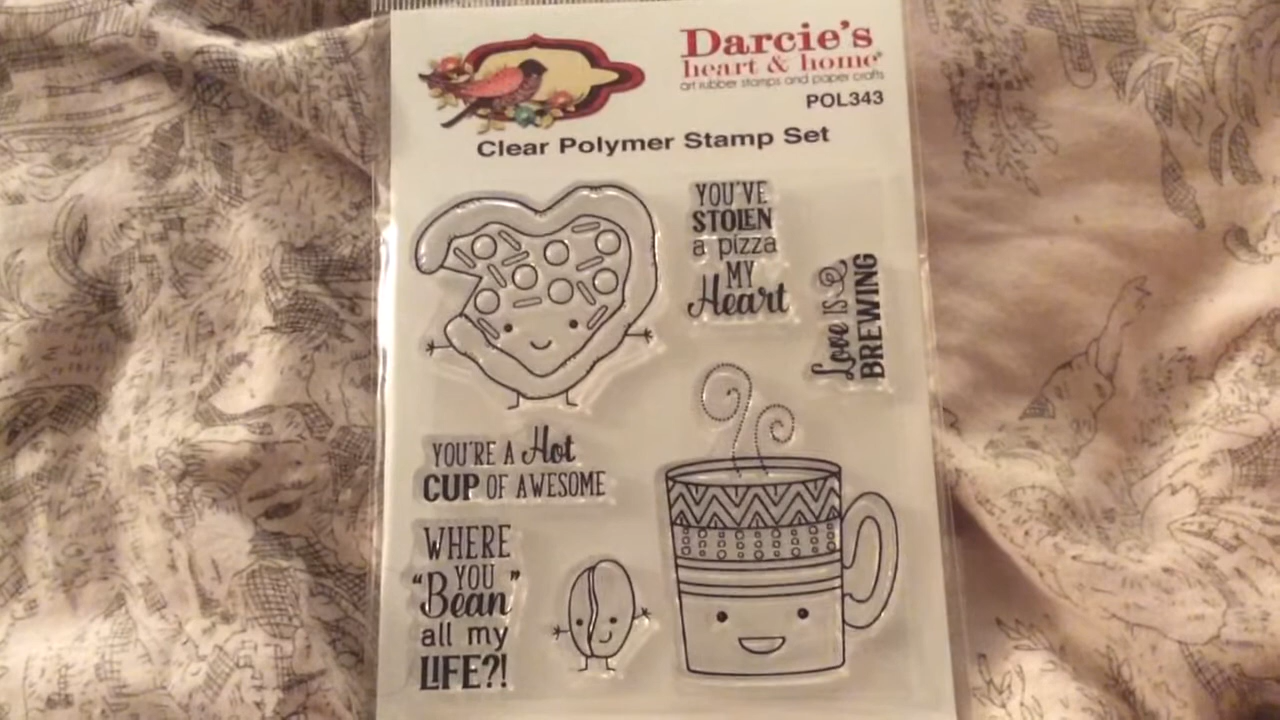 Darcie's
heart & home
art rubber stamps and paper crafts
POL343
Clear Polymer Stamp Set
YOU'VE
STOLEN
a pizza
MY
Heart
Love IS
BREWING
YOU'RE A Hot
CUP OF AWESOME
WHERE
YOU
"Bean"
all my
LIFE?!